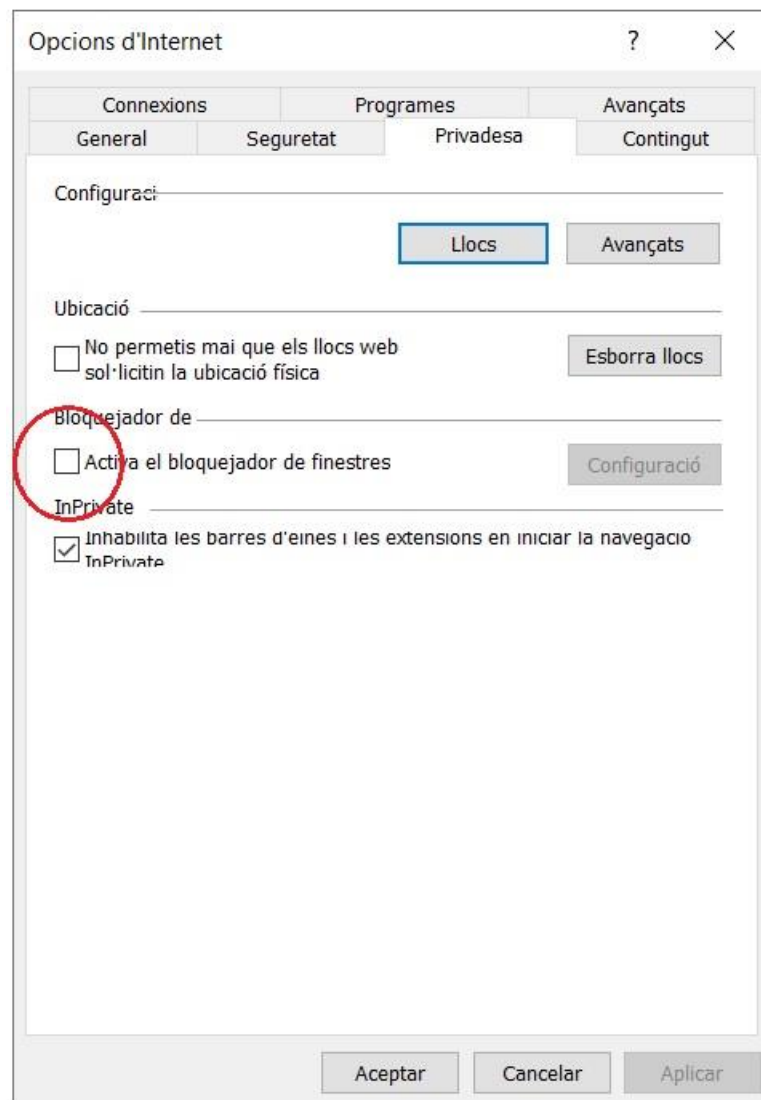 Opcions d'Internet
Connexions Programes Avançats
General Seguretat Privadesa Contingut
Configuraci
Llocs Avançats
Ubicació
No permetis mai que els llocs web
sol·licitin la ubicació física
Esborra llocs
Bloquejador de
Activa el bloquejador de finestres Configuració
InPrivate
Inhabilita les barres d'eines i les extensions en iniciar la navegació
InPrivate
Aceptar Cancelar Aplicar